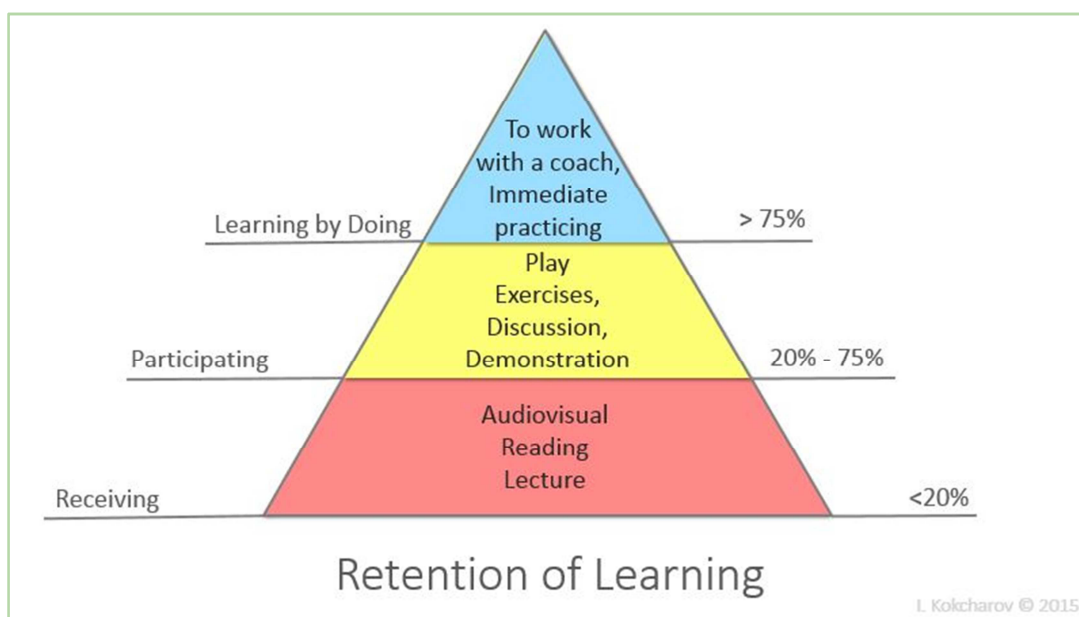 To work
with a coach,
Immediate
practicing
Learning by Doing
> 75%
Play
Exercises,
Discussion,
Demonstration
Participating
20% - 75%
Audiovisual
Reading
Lecture
Receiving
<20%
Retention of Learning
I. Kokcharov © 2015